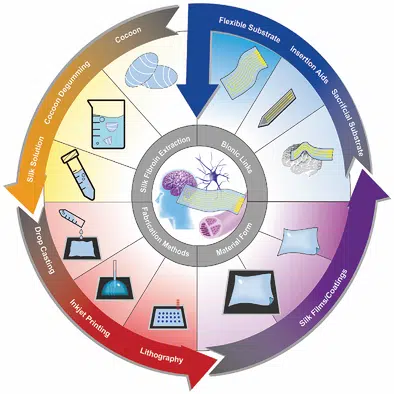 Cocoon
Cocoon Degumming
Silk Solution
Flexible Substrate
Insertion Aids
Sacrificial Substrate
Silk Fibroin Extraction
Bionic Links
Fabrication Methods
Material Form
Drop Casting
Inkjet Printing
Lithography
Silk Films/Coatings